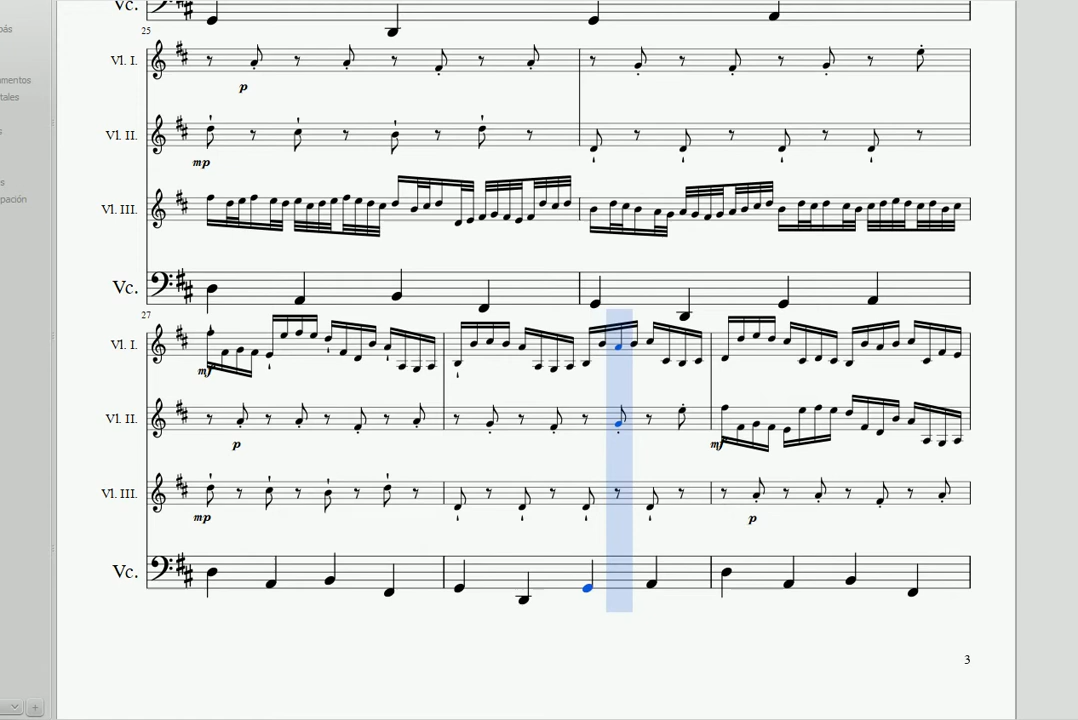 Vc.
pás
25
Vl. I.
mentos
tales
p
Vl. II.
mp
s
pación
Vl. III.
Vc.
27
Vl. I.
mf
Vl. II.
p
mf
Vl. III.
mp
p
Vc.
3